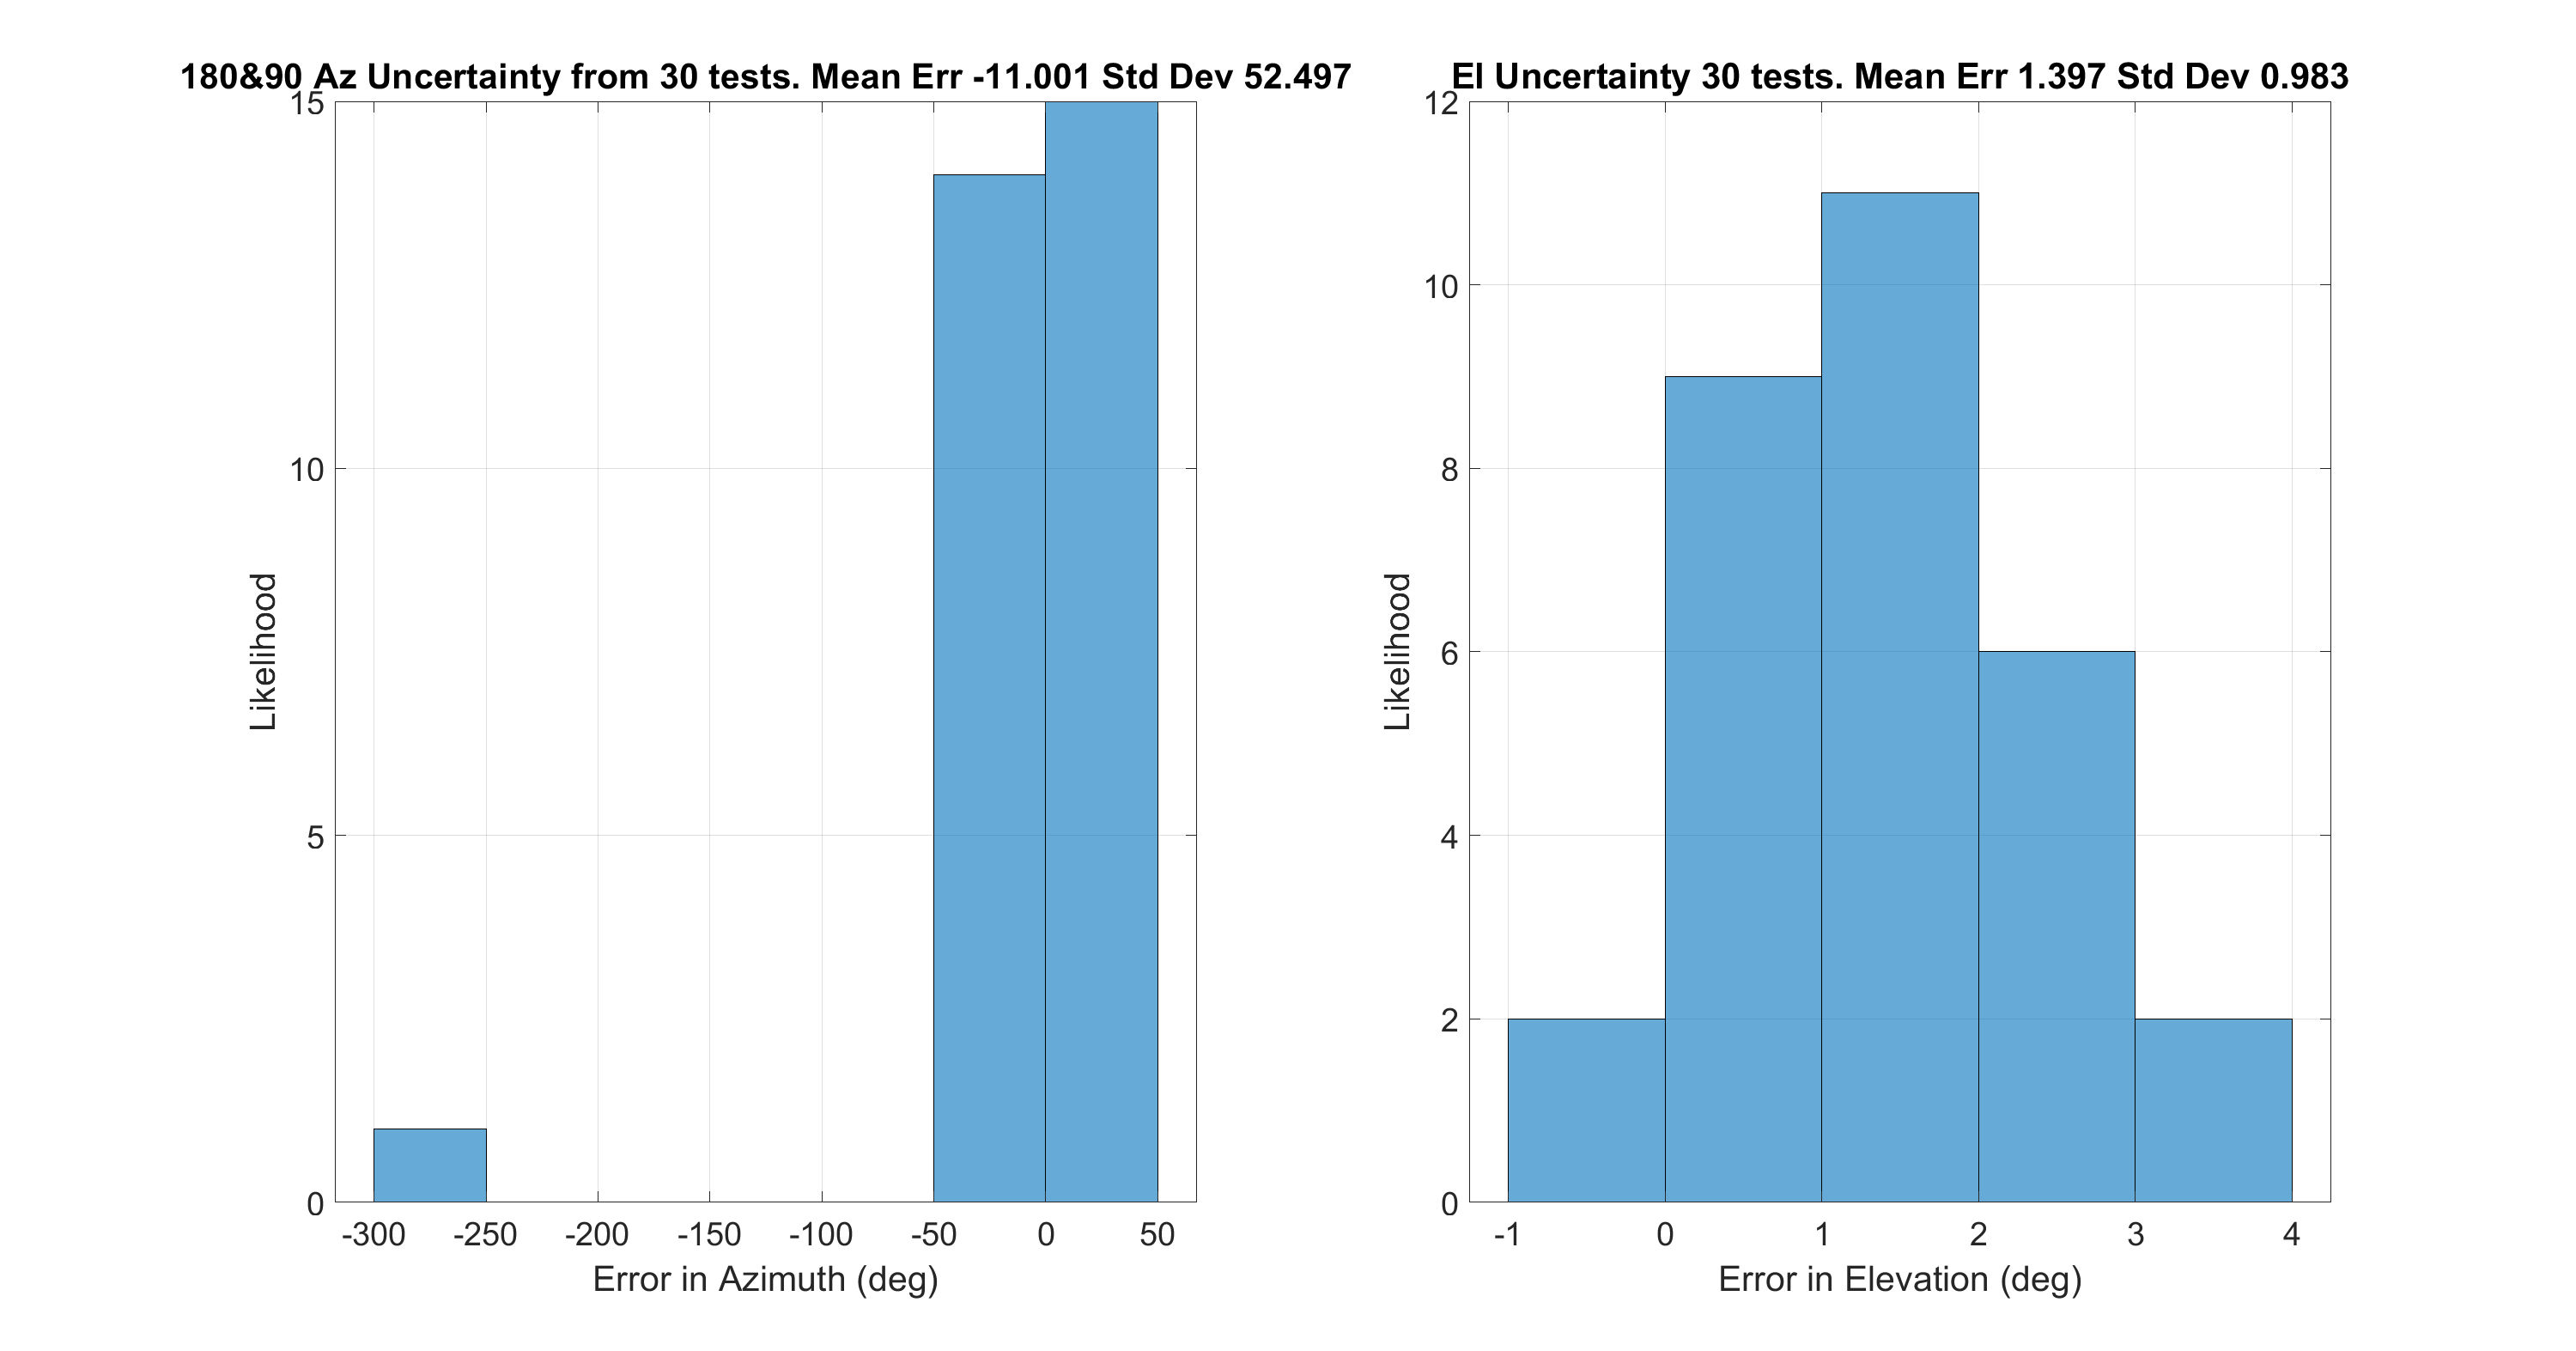 180&90 Az Uncertainty from 30 tests. Mean Err -11.001 Std Dev 52.497
15
10
5
0
Likelihood
-300 -250 -200 -150 -100 -50 0 50
Error in Azimuth (deg)
El Uncertainty 30 tests. Mean Err 1.397 Std Dev 0.983
12
10
8
6
4
2
0
Likelihood
-1 0 1 2 3 4
Error in Elevation (deg)